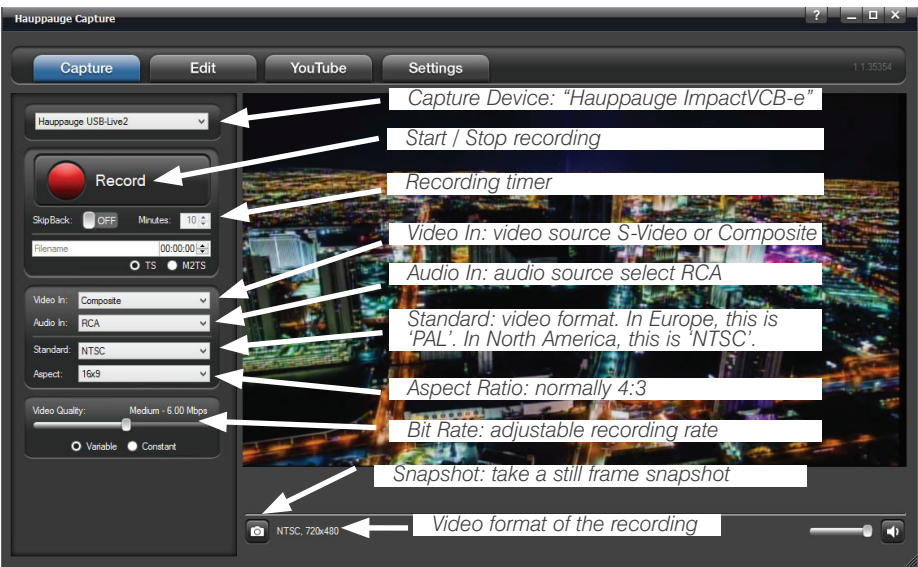 Hauppauge Capture
?
Capture Edit YouTube Settings 1.1.35354
Hauppauge USB-Live2
Capture Device: “Hauppauge ImpactVCB-e”
Start / Stop recording
Record
Recording timer
SkipBack: OFF Minutes: 10
Filename 00:00:00
TS M2TS
Video In: video source S-Video or Composite
Audio In: audio source select RCA
Video In: Composite
Audio In: RCA
Standard: NTSC
Standard: video format. In Europe, this is
‘PAL’. In North America, this is ‘NTSC’.
Aspect: 16x9
Aspect Ratio: normally 4:3
Video Quality: Medium - 6.00 Mbps
Bit Rate: adjustable recording rate
Variable Constant
Snapshot: take a still frame snapshot
NTSC, 720x480
Video format of the recording